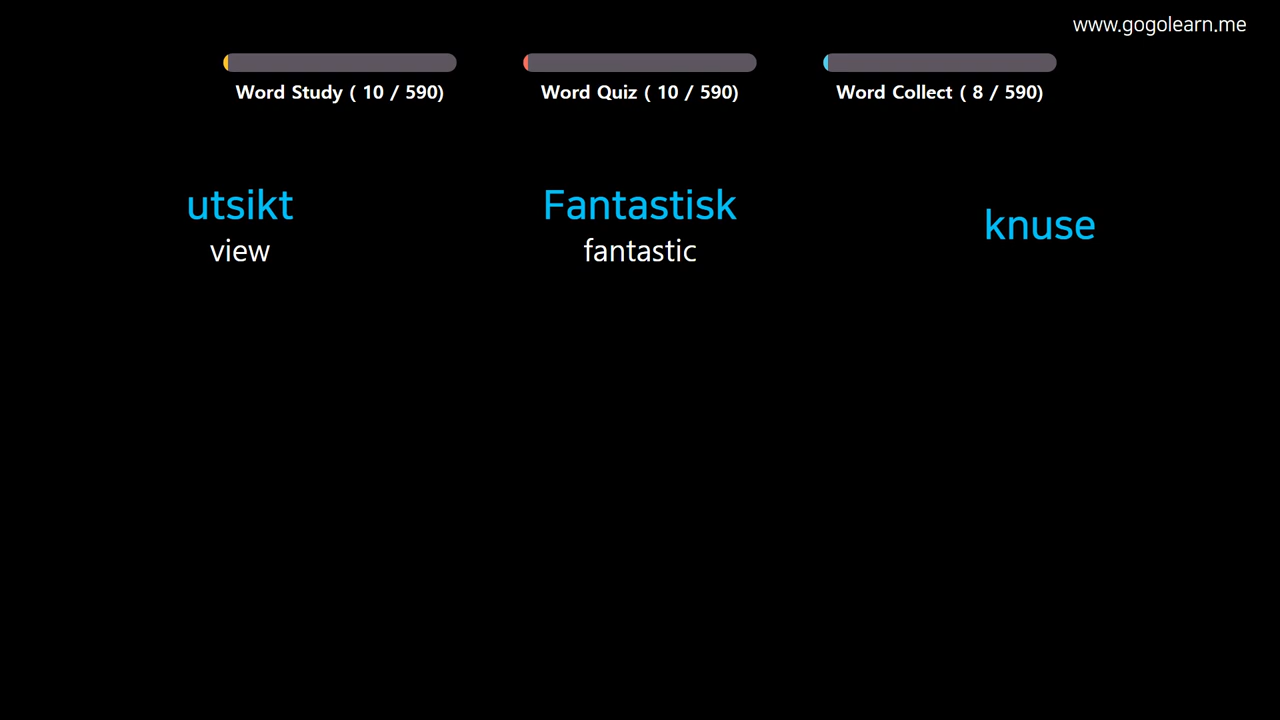 www.gogolearn.me
Word Study ( 10 / 590)
Word Quiz ( 10 / 590)
Word Collect ( 8 / 590)
utsikt
view
Fantastisk
fantastic
knuse